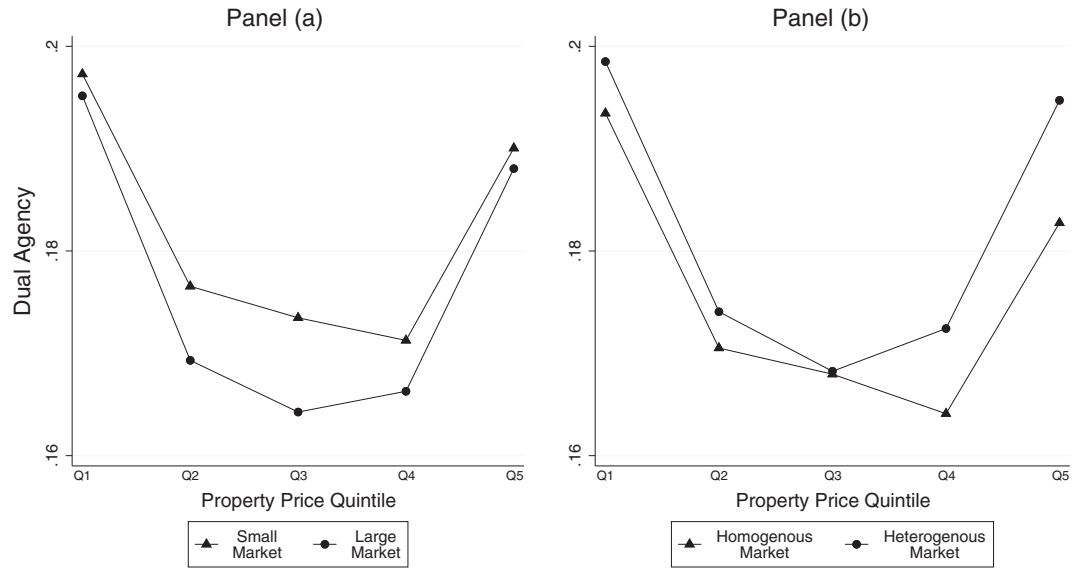 Panel (a)
Dual Agency
.2
.18
.16
Q1 Q2 Q3 Q4 Q5
Property Price Quintile
Small
Market
Large
Market
Panel (b)
.2
.18
.16
Q1 Q2 Q3 Q4 Q5
Property Price Quintile
Homogenous
Market
Heterogenous
Market